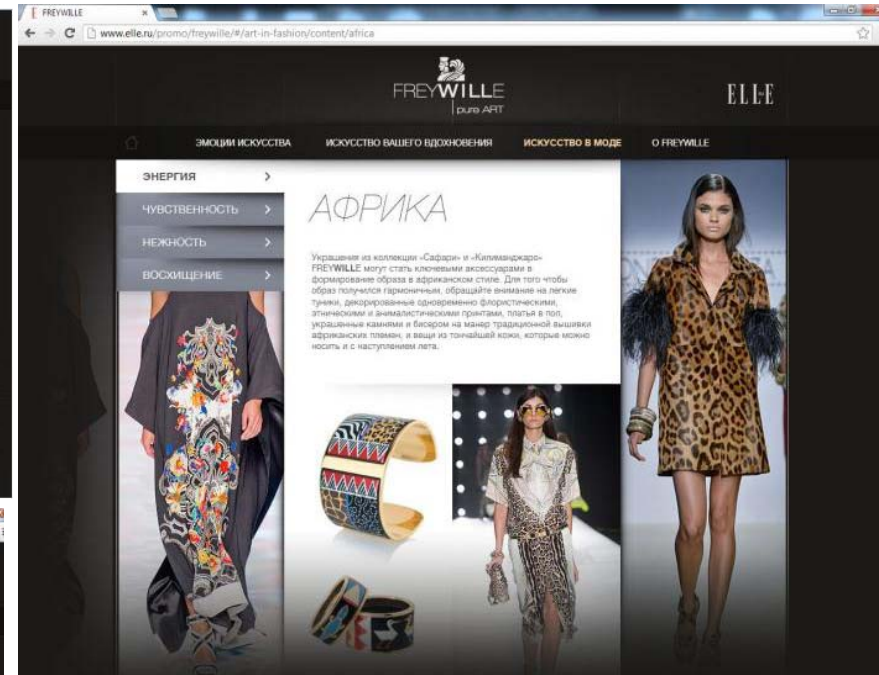 FREYWILLE
www.elle.ru/promo/freywille/#/art-in-fashion/content/africa
FREYWILLE
pure ART
ELLE
ЭМОЦИИ ИСКУССТВА ИСКУССТВО ВАШЕГО ВДОХНОВЕНИЯ ИСКУССТВО В МОДЕ О FREYWILLE
ЭНЕРГИЯ
ЧУВСТВЕННОСТЬ
НЕЖНОСТЬ
ВОСХИЩЕНИЕ
АФРИКА
Украшения из коллекции «Сафари» и «Килиманджаро»
FREYWILLE могут стать ключевыми аксессуарами в
формирование образа в африканском стиле. Для того чтобы
образ получился гармоничным, обращайте внимание на легкие
туники, декорированные одновременно флористическими,
этническими и анималистическими принтами, платья в пол,
украшенные камнями и бисером на манер традиционной вышивки
африканских племен, и вещи из тончайшей кожи, которые можно
носить и с наступлением лета.